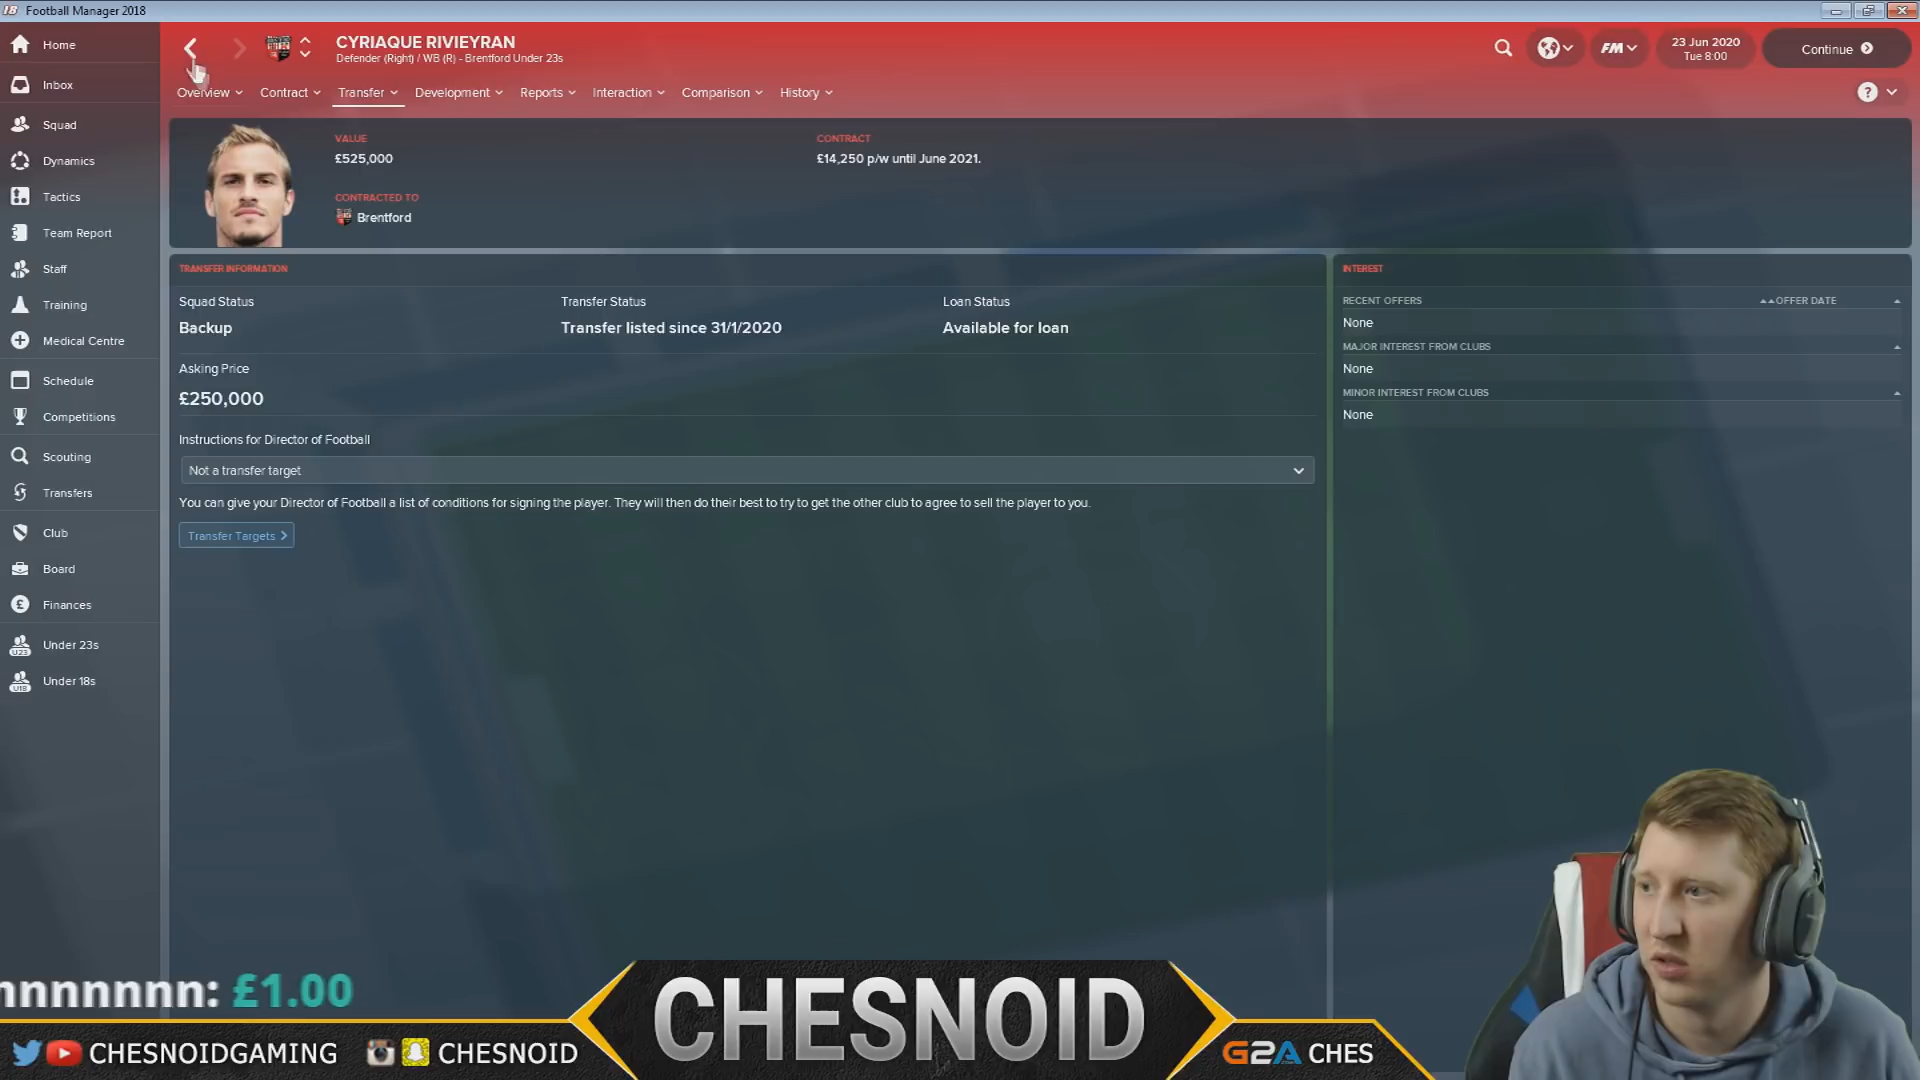 Football Manager 2018
Home
Inbox
Squad
Dynamics
Tactics
Team Report
Staff
Training
Medical Centre
Schedule
Competitions
Scouting
Transfers
Club
Board
Finances
Under 23s
Under 18s
CYRIAQUE RIVIEYRAN
Defender (Right) / WB (R) - Brentford Under 23s
FM
23 Jun 2020
Tue 8:00
Continue
Overview Contract Transfer Development Reports Interaction Comparison History
?
VALUE
£525,000
CONTRACT
£14,250 p/w until June 2021.
CONTRACTED TO
Brentford
TRANSFER INFORMATION
Squad Status
Backup
Transfer Status
Transfer listed since 31/1/2020
Loan Status
Available for loan
Asking Price
£250,000
Instructions for Director of Football
Not a transfer target
You can give your Director of Football a list of conditions for signing the player. They will then do their best to try to get the other club to agree to sell the player to you.
Transfer Targets
INTEREST
RECENT OFFERS OFFER DATE
None
MAJOR INTEREST FROM CLUBS
None
MINOR INTEREST FROM CLUBS
None
nnnnnnnn: £1.00
CHESNOIDGAMING CHESNOID
CHESNOID
G2A CHES